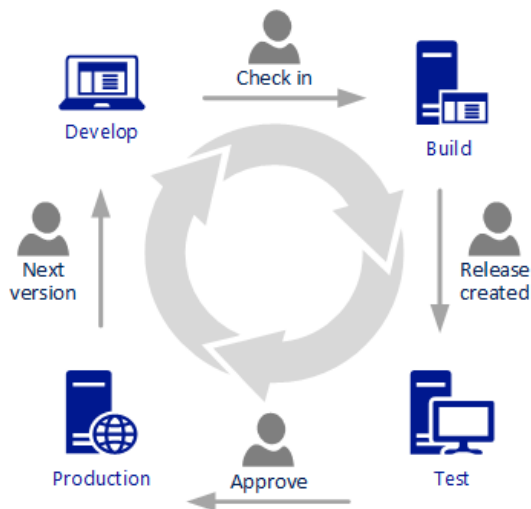 Check in
Develop
Build
Next
version
Release
created
Production
Approve
Test